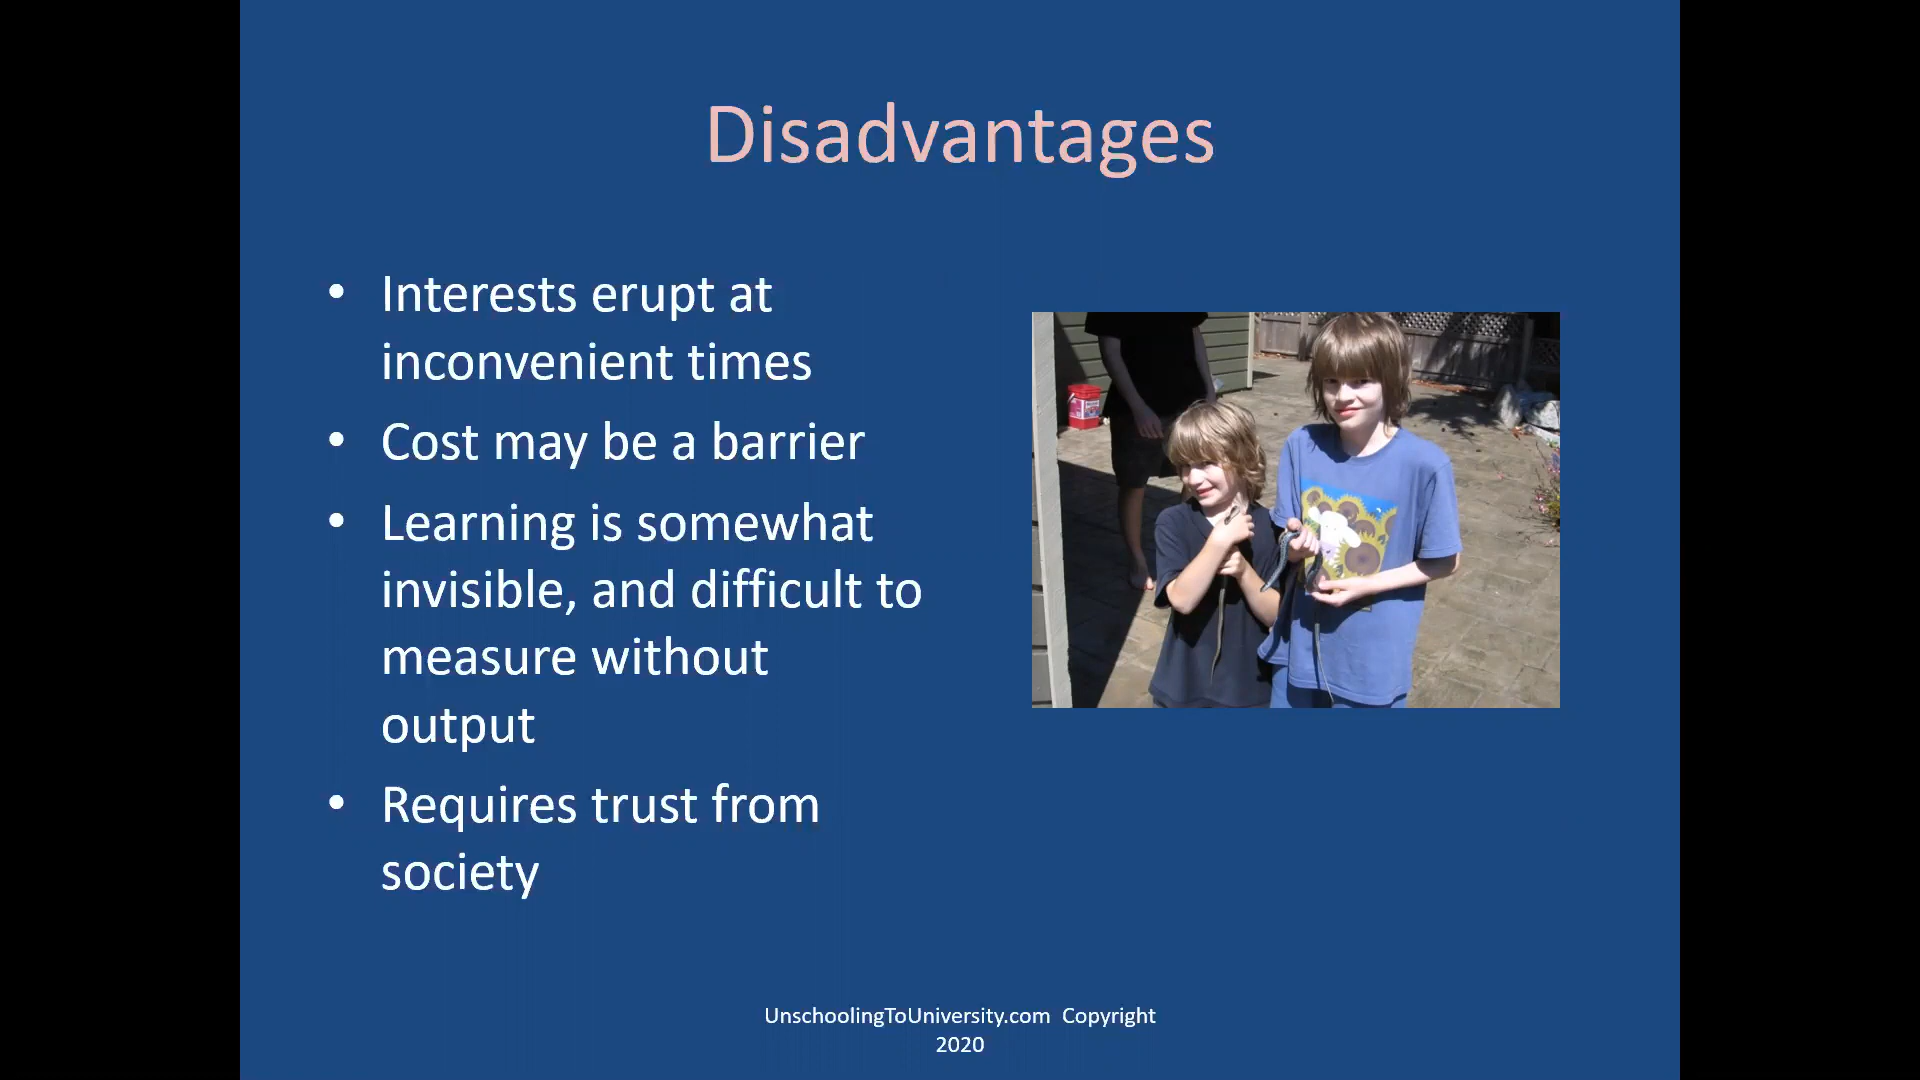 Disadvantages
• Interests erupt at
inconvenient times
• Cost may be a barrier
• Learning is somewhat
invisible, and difficult to
measure without
output
• Requires trust from
society
UnschoolingToUniversity.com Copyright
2020